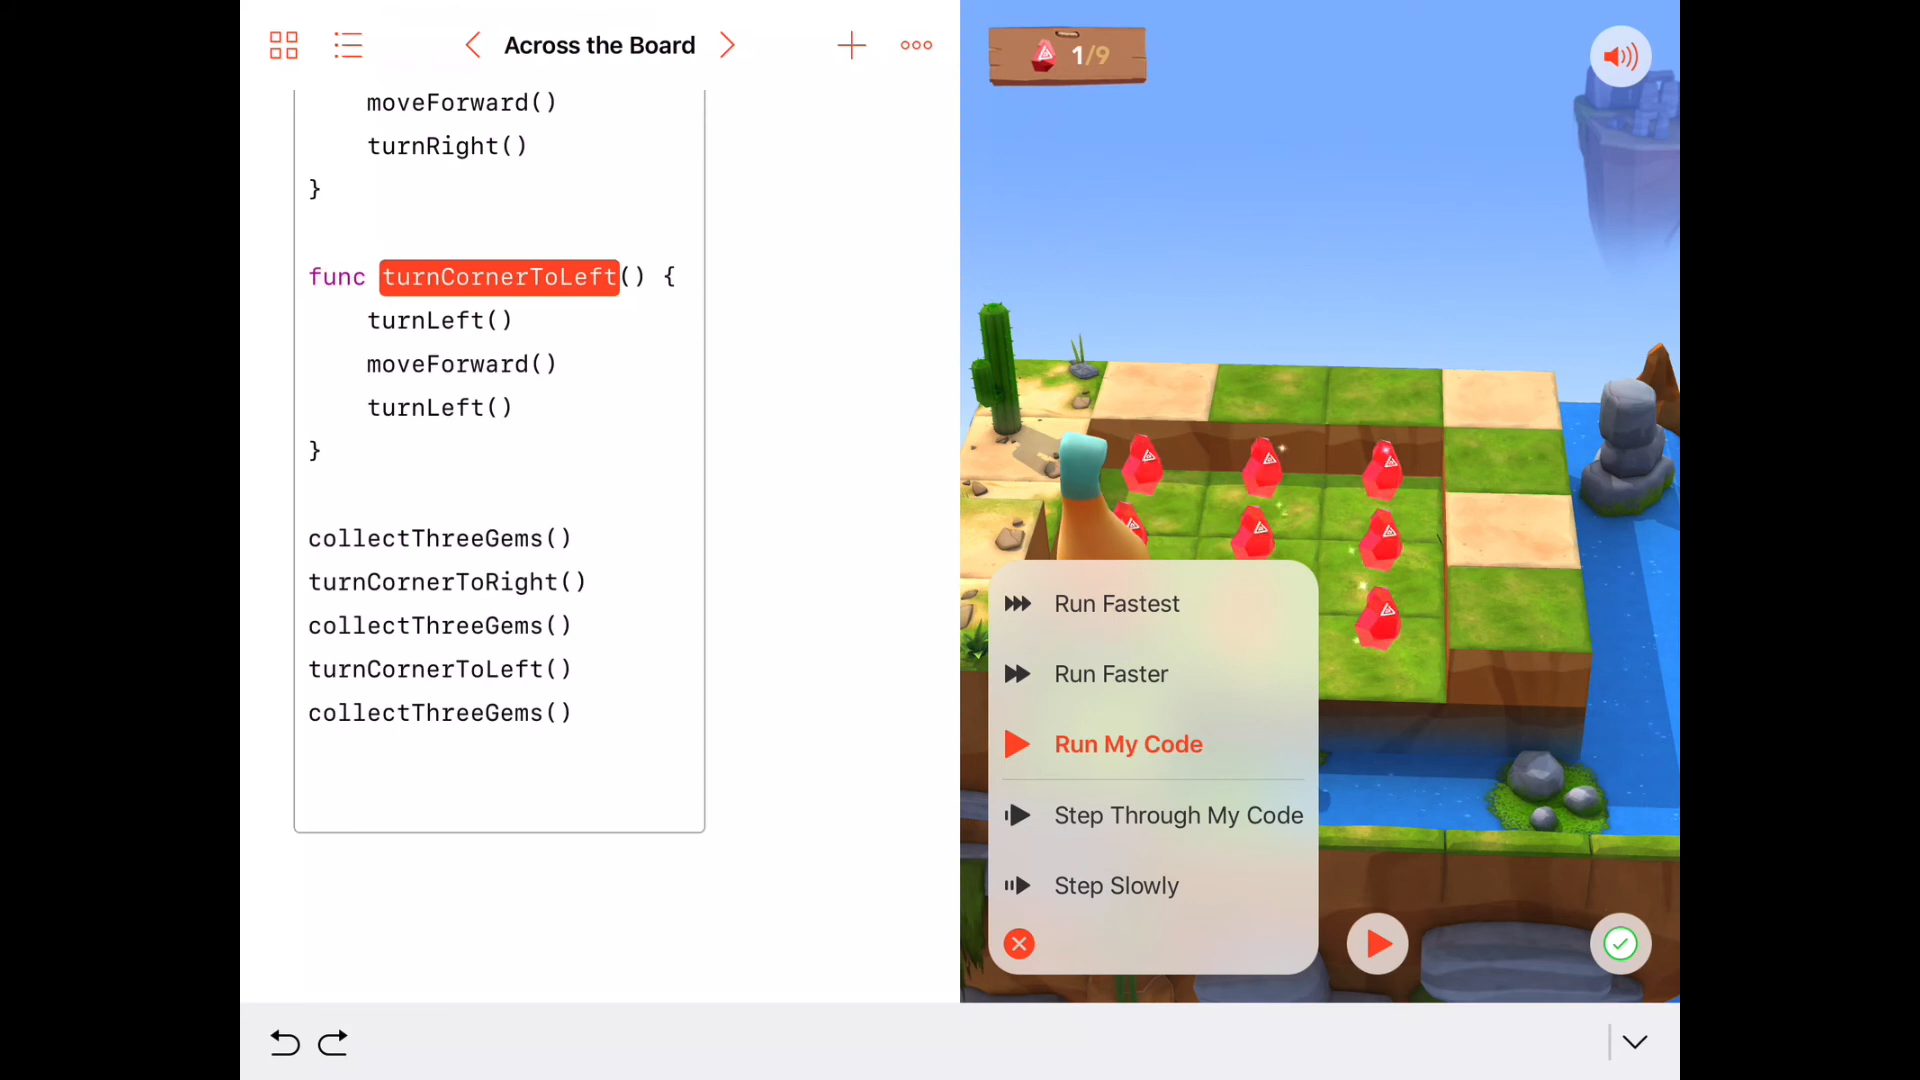 Across the Board
1/9
moveForward()
turnRight()
}
func turnCornerToLeft() {
turnLeft()
moveForward()
turnLeft()
}
collectThreeGems()
turnCornerToRight()
collectThreeGems()
turnCornerToLeft()
collectThreeGems()
Run Fastest
Run Faster
Run My Code
Step Through My Code
Step Slowly